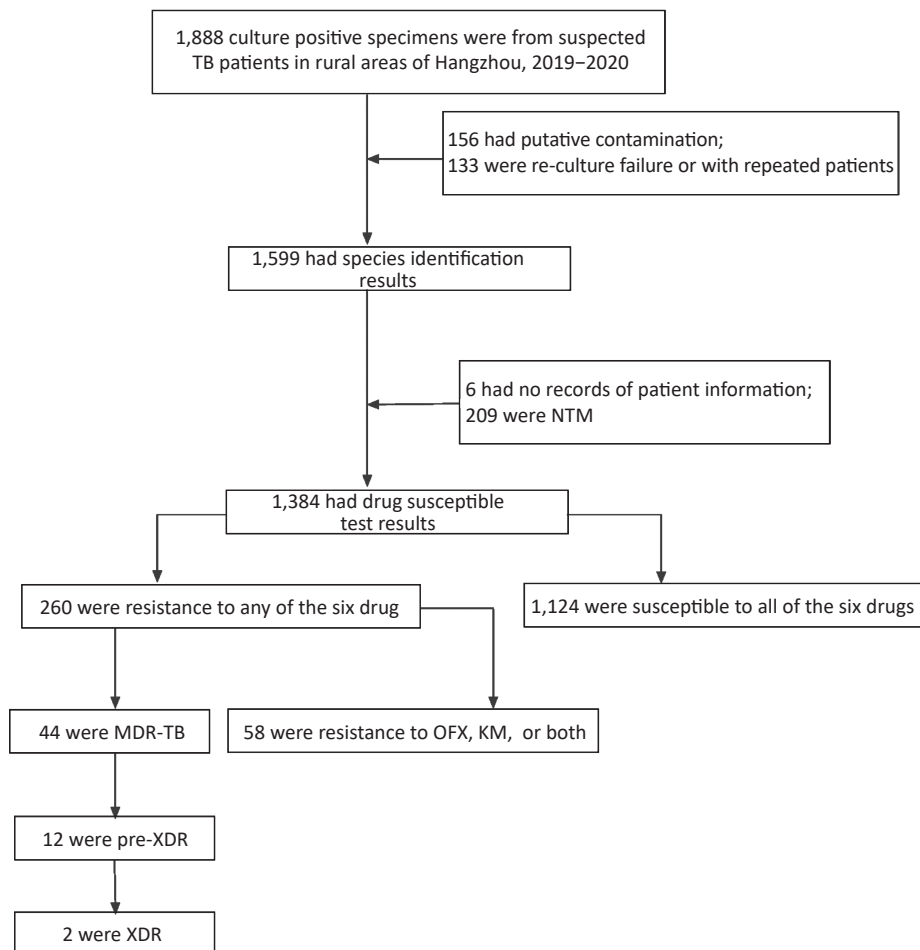 1,888 culture positive specimens were from suspected
TB patients in rural areas of Hangzhou, 2019−2020
156 had putative contamination;
133 were re-culture failure or with repeated patients
1,599 had species identification
results
6 had no records of patient information;
209 were NTM
1,384 had drug susceptible
test results
260 were resistance to any of the six drug
1,124 were susceptible to all of the six drugs
44 were MDR-TB
58 were resistance to OFX, KM, or both
12 were pre-XDR
2 were XDR